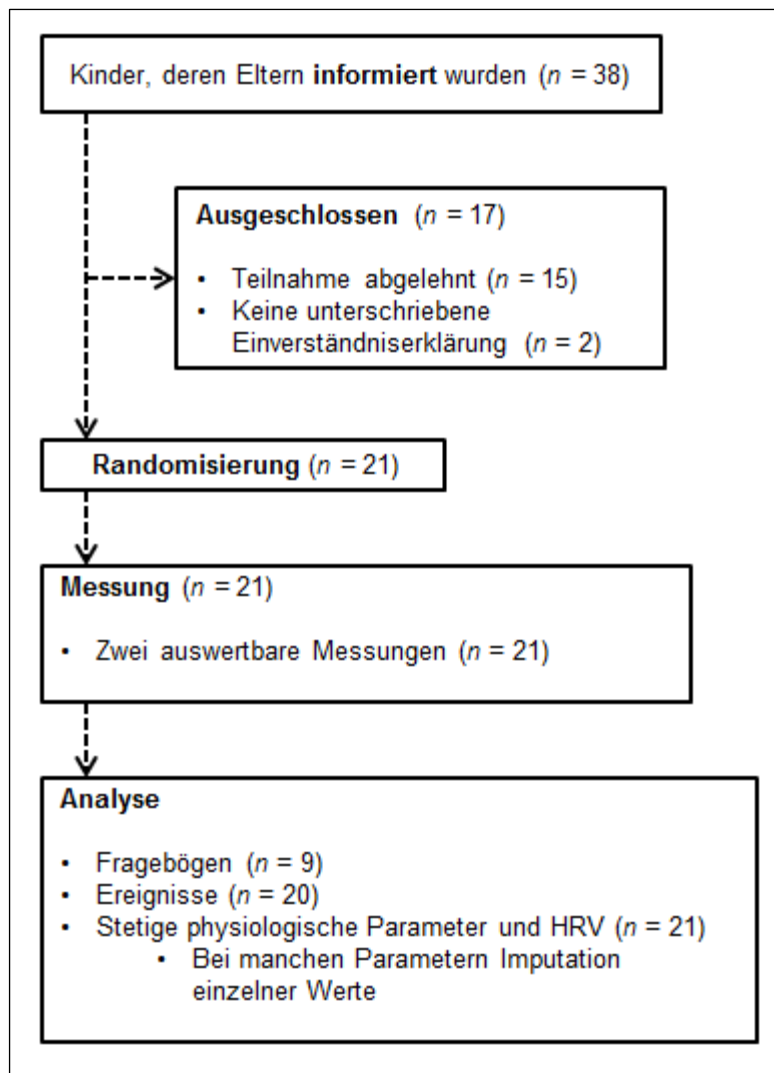 Kinder, deren Eltern informiert wurden (n = 38)
Ausgeschlossen (n = 17)
• Teilnahme abgelehnt (n = 15)
• Keine unterschriebene
Einverständniserklärung (n = 2)
Randomisierung (n = 21)
Messung (n = 21)
• Zwei auswertbare Messungen (n = 21)
Analyse
• Fragebögen (n = 9)
• Ereignisse (n = 20)
• Stetige physiologische Parameter und HRV (n = 21)
• Bei manchen Parametern Imputation
einzelner Werte